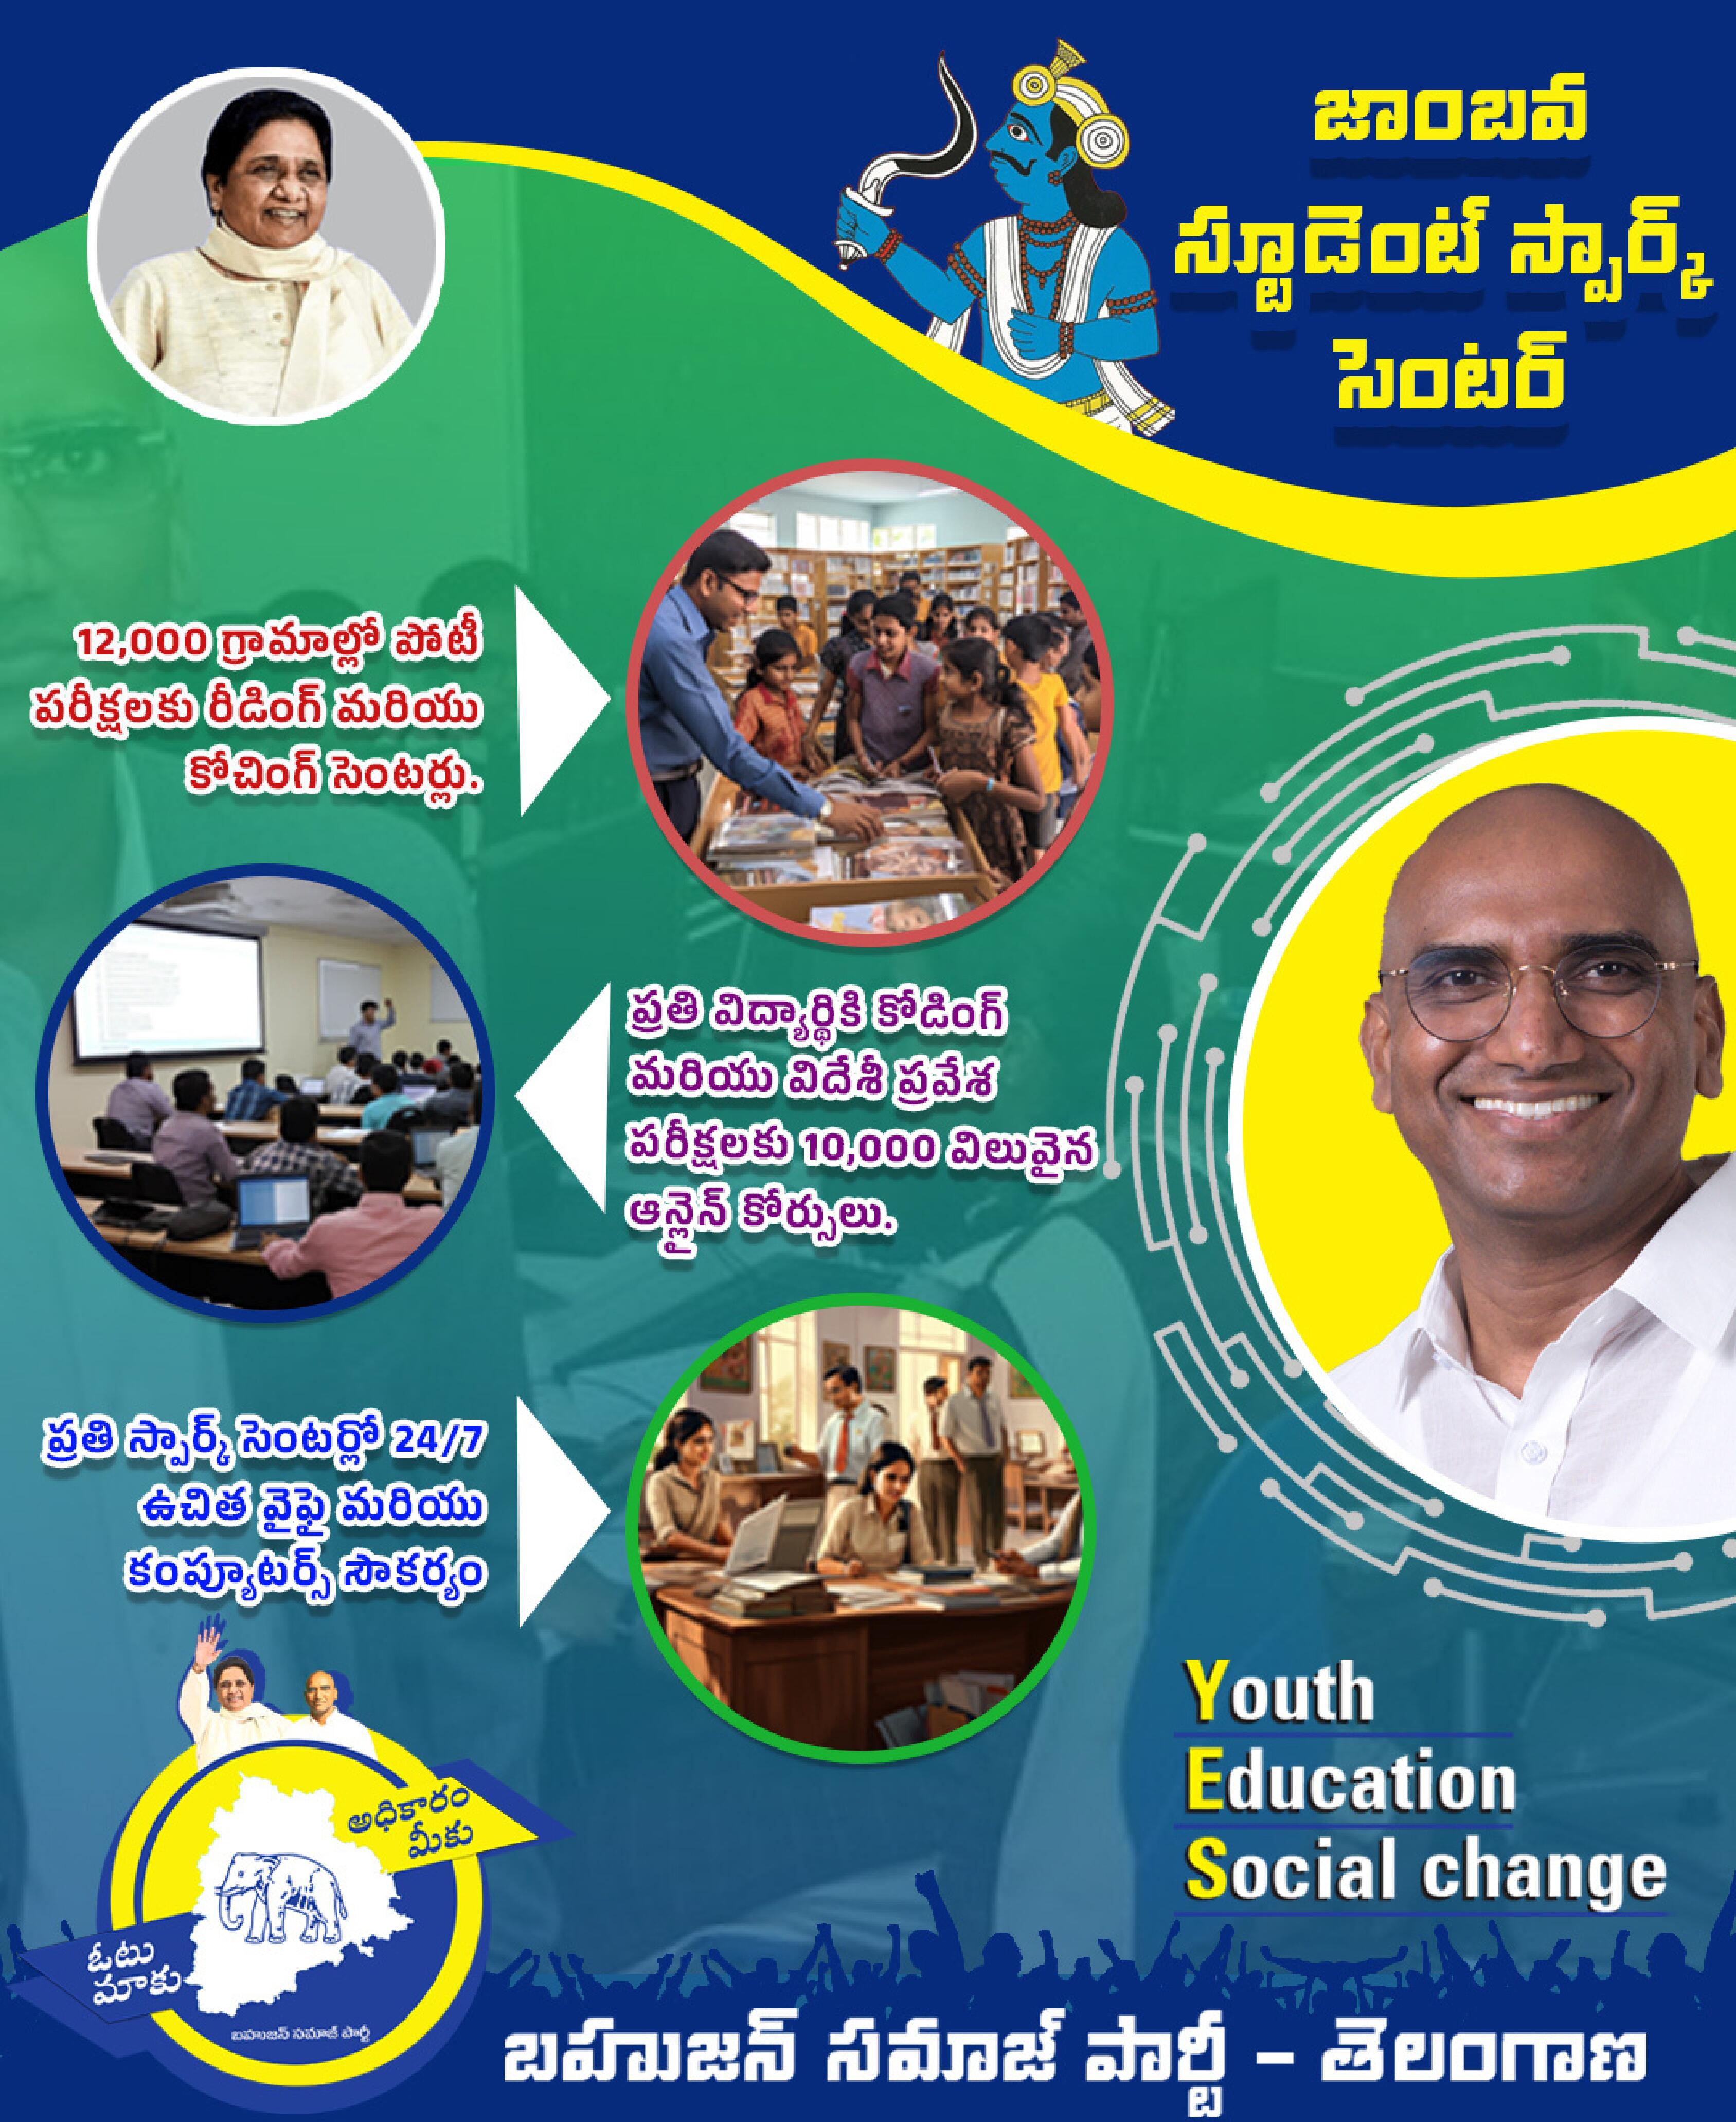 జాంబవ
స్టూడెంట్ స్పార్క్
సెంటర్
12,000 గ్రామాల్లో పోటీ
పరీక్షలకు రీడింగ్ మరియు
కోచింగ్ సెంటర్లు.
ప్రతి విద్యార్థికి కోడింగ్
మరియు విదేశీ ప్రవేశ
పరీక్షలకు 10,000 విలువైన
ఆన్లైన్ కోర్సులు.
ప్రతి స్పార్క్ సెంటర్లో 24/7
ఉచిత వైఫై మరియు
కంప్యూటర్స్ సౌకర్యం
Youth
Education
Social change
అధికారం
మీకు
ఓటు
మాకు
బహుజన్ సమాజ్ పార్టీ
బహుజన్ సమాజ్ పార్టీ – తెలంగాణ